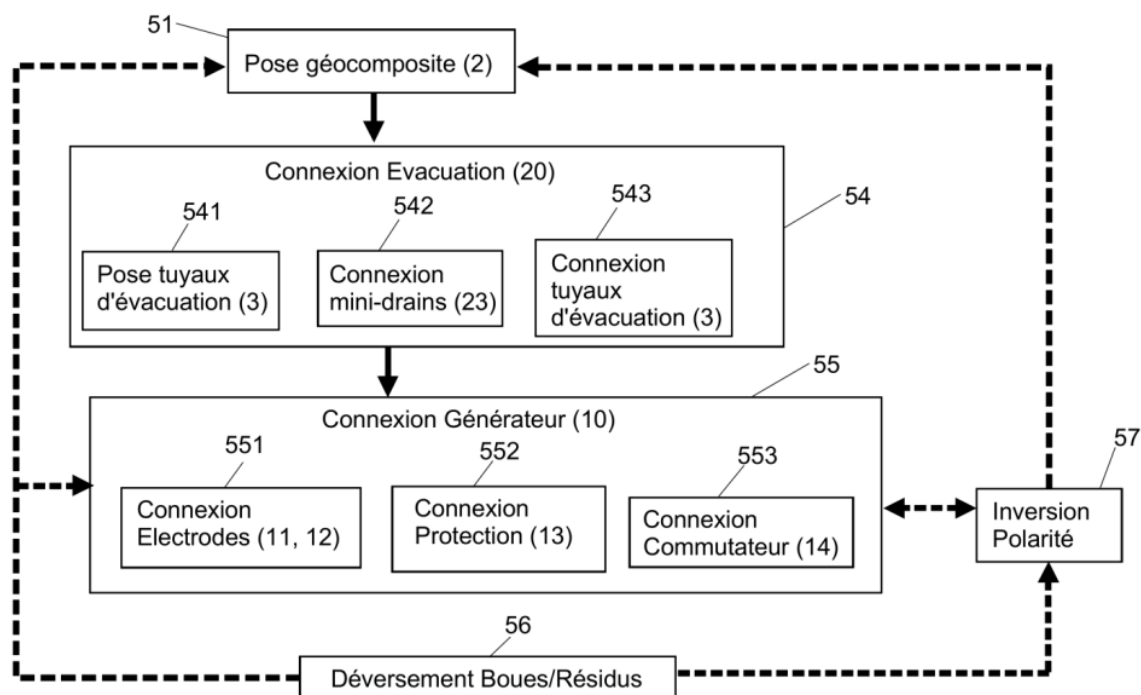 51
Pose géocomposite (2)
Connexion Evacuation (20)
54
541
542
543
Pose tuyaux
d'évacuation (3)
Connexion
mini-drains (23)
Connexion
tuyaux
d'évacuation (3)
55
Connexion Générateur (10)
551
552
553
57
Connexion
Electrodes (11, 12)
Connexion
Protection (13)
Connexion
Commutateur (14)
Inversion
Polarité
56
Déversement Boues/Résidus